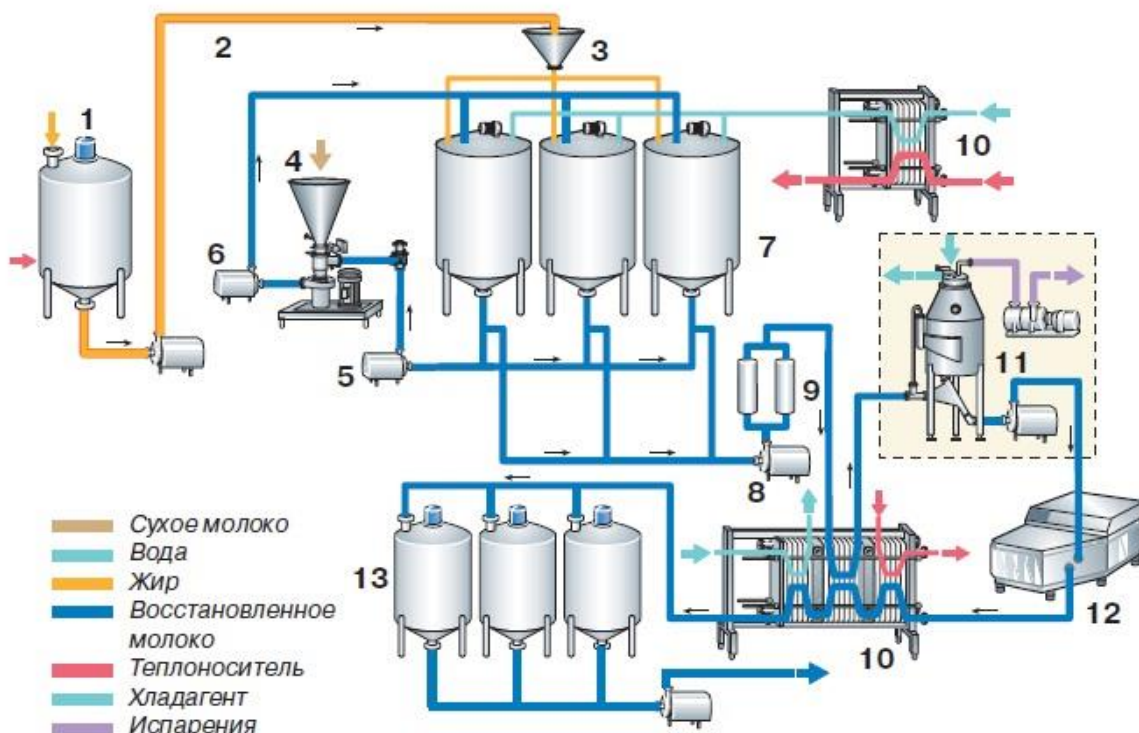 2
3
1
4
10
6
7
5
9
11
8
13
12
10
Сухое молоко
Вода
Жир
Восстановленное
молоко
Теплоноситель
Хладагент
Испарения